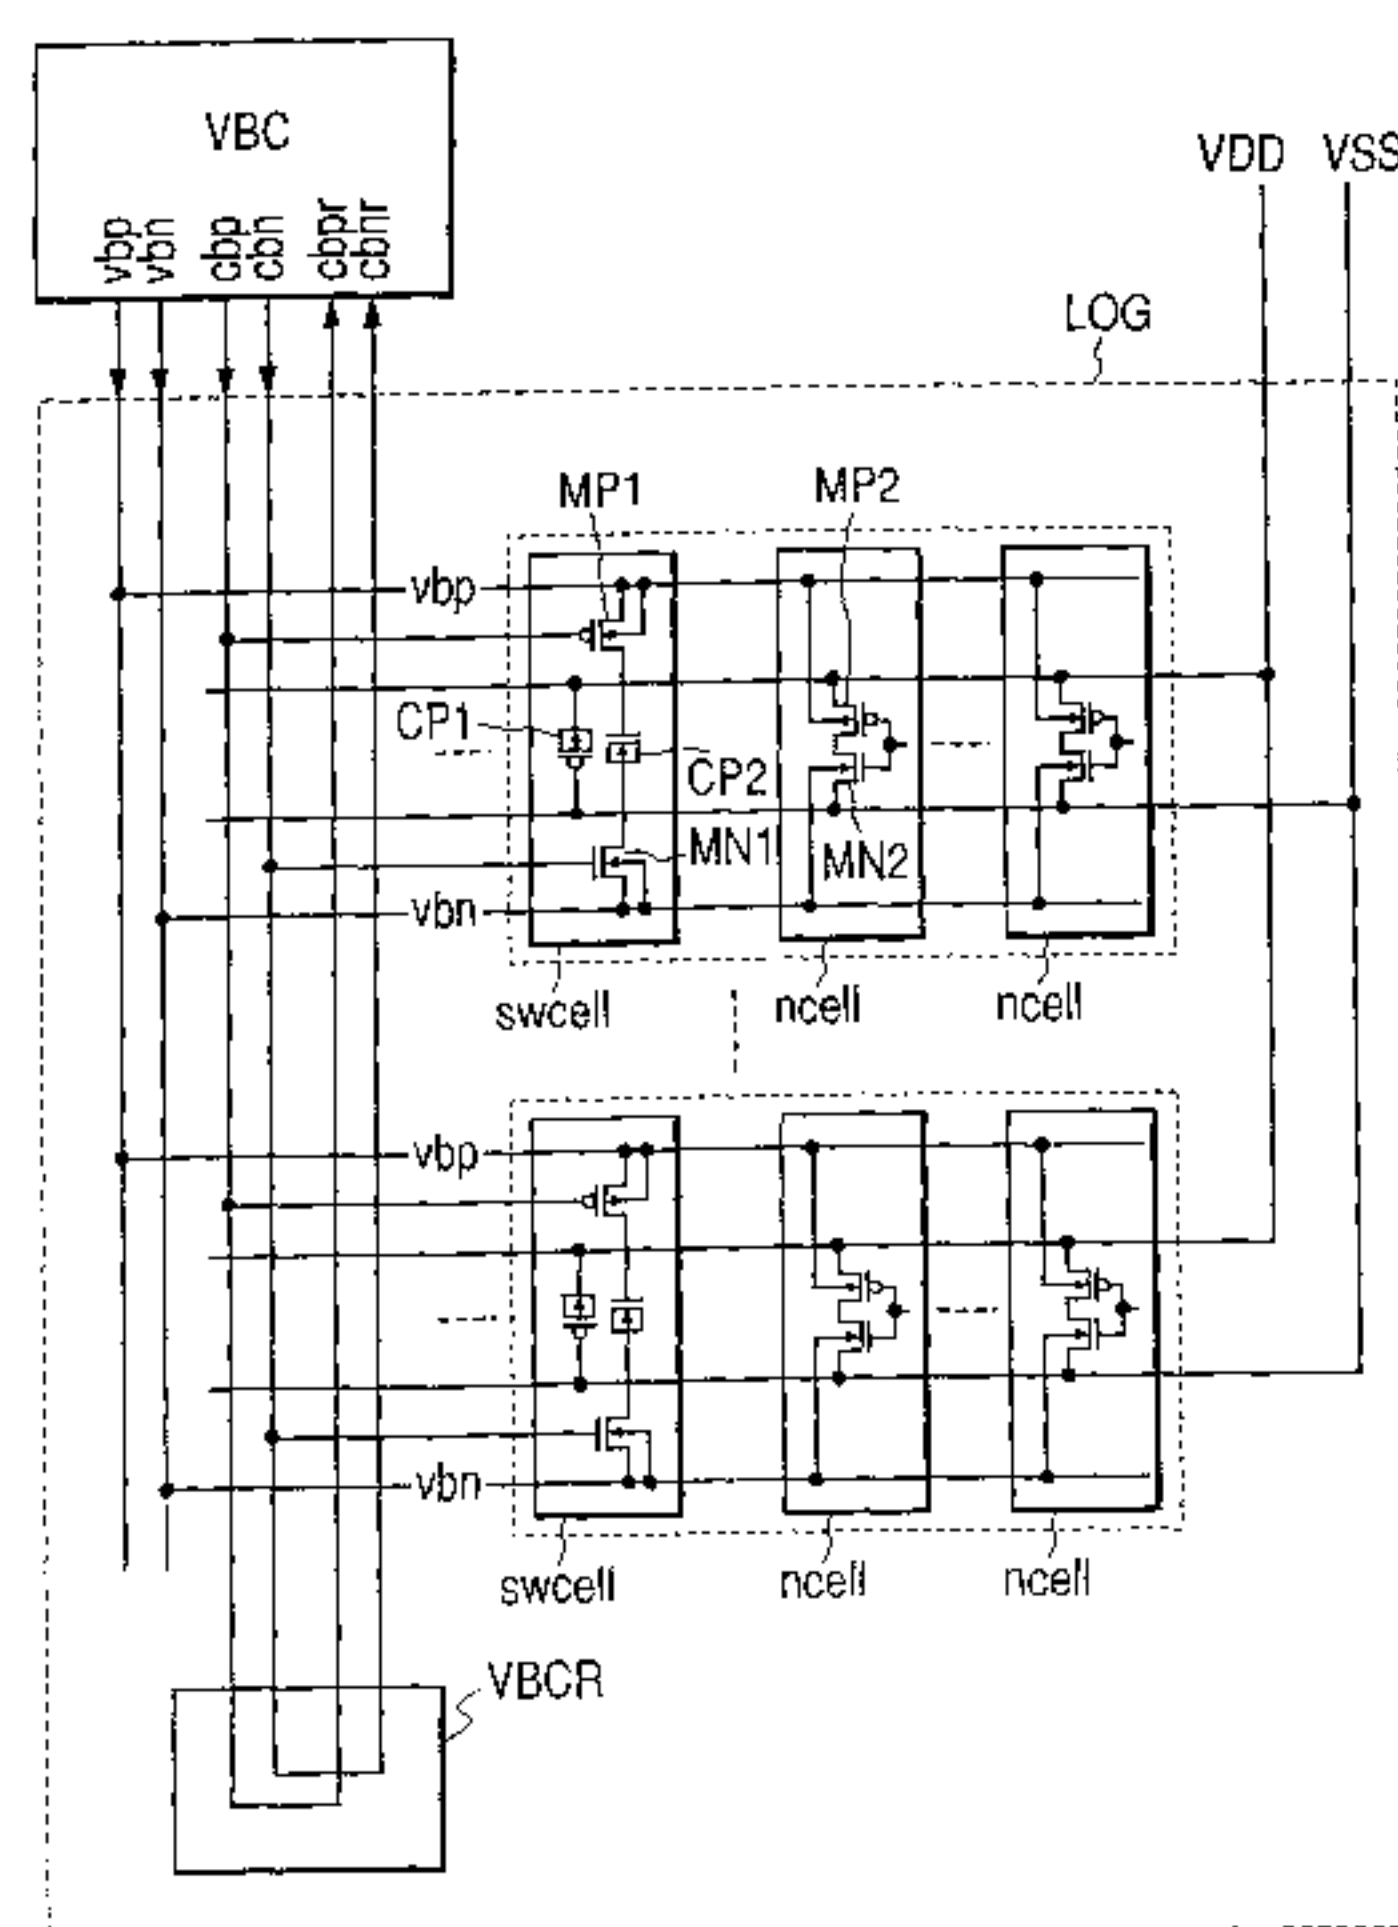 VBC
vbp vbn cbp cbn cbpr cbnr
VDD VSS
LOG
MP1 MP2
vbp
CP1
CP2
MN1 MN2
vbn
swcell ncell ncell
vbp
vbn
swcell ncell ncell
VBCR